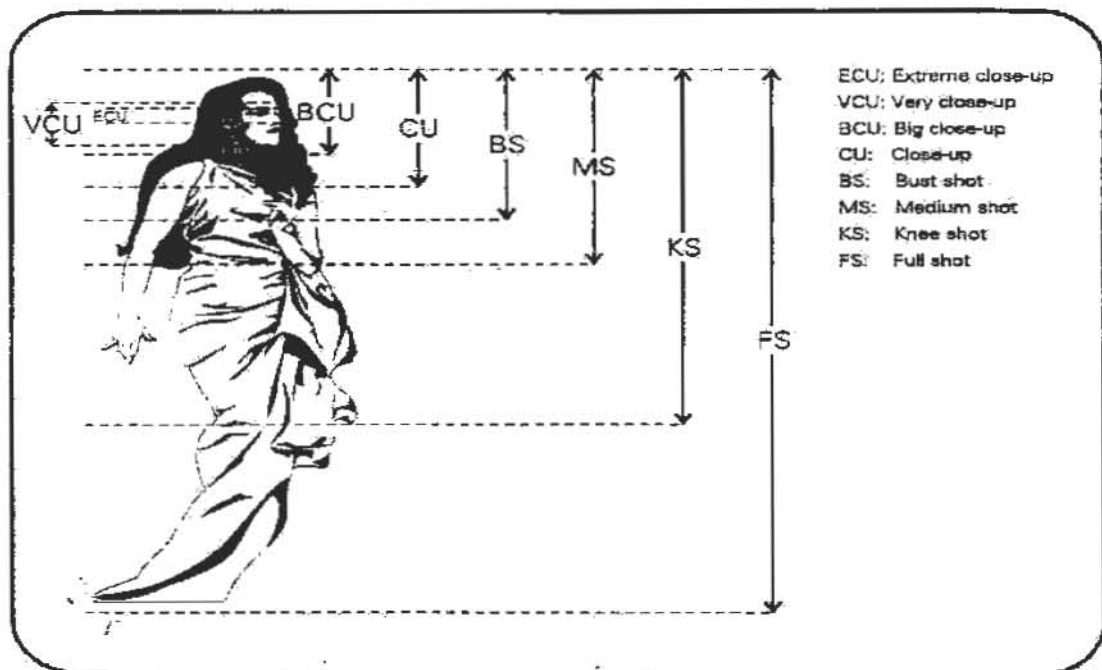 ECU: Extreme close-up
VCU: Very close-up
BCU: Big close-up
CU: Close-up
BS: Bust shot
MS: Medium shot
KS: Knee shot
FS: Full shot
VCU
ECU
BCU
CU
BS
MS
KS
FS